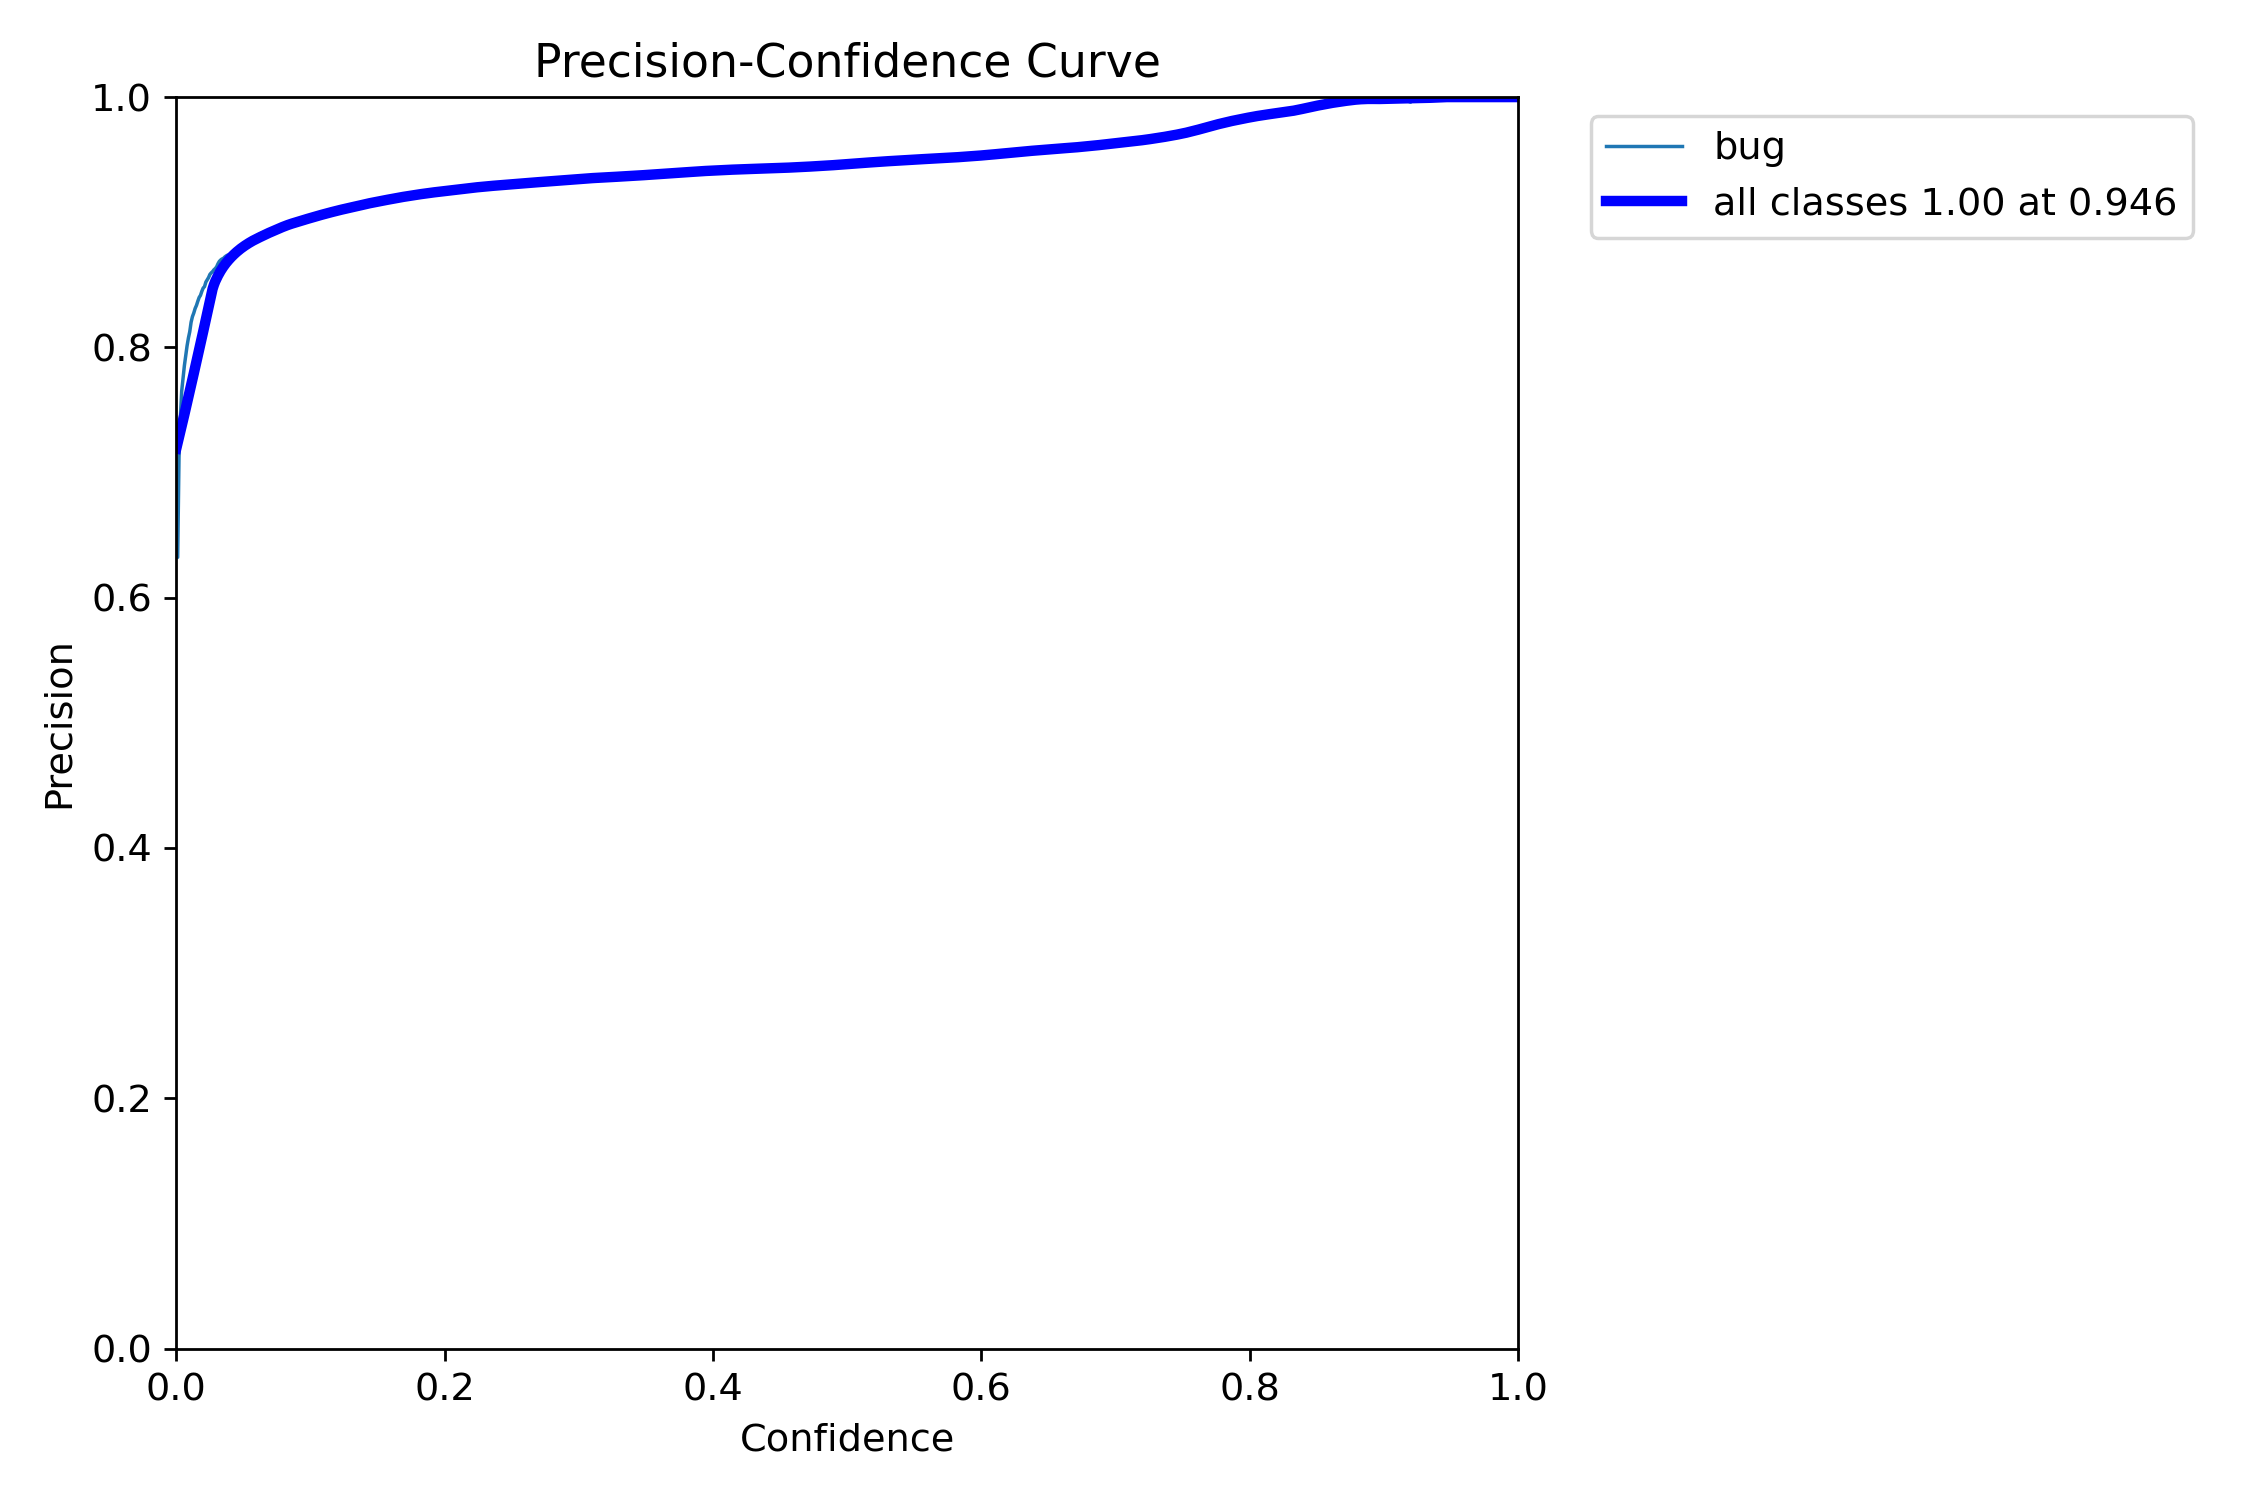 Precision-Confidence Curve
1.0
0.8
0.6
0.4
0.2
0.0
Precision
0.0 0.2 0.4 0.6 0.8 1.0
Confidence
bug
all classes 1.00 at 0.946